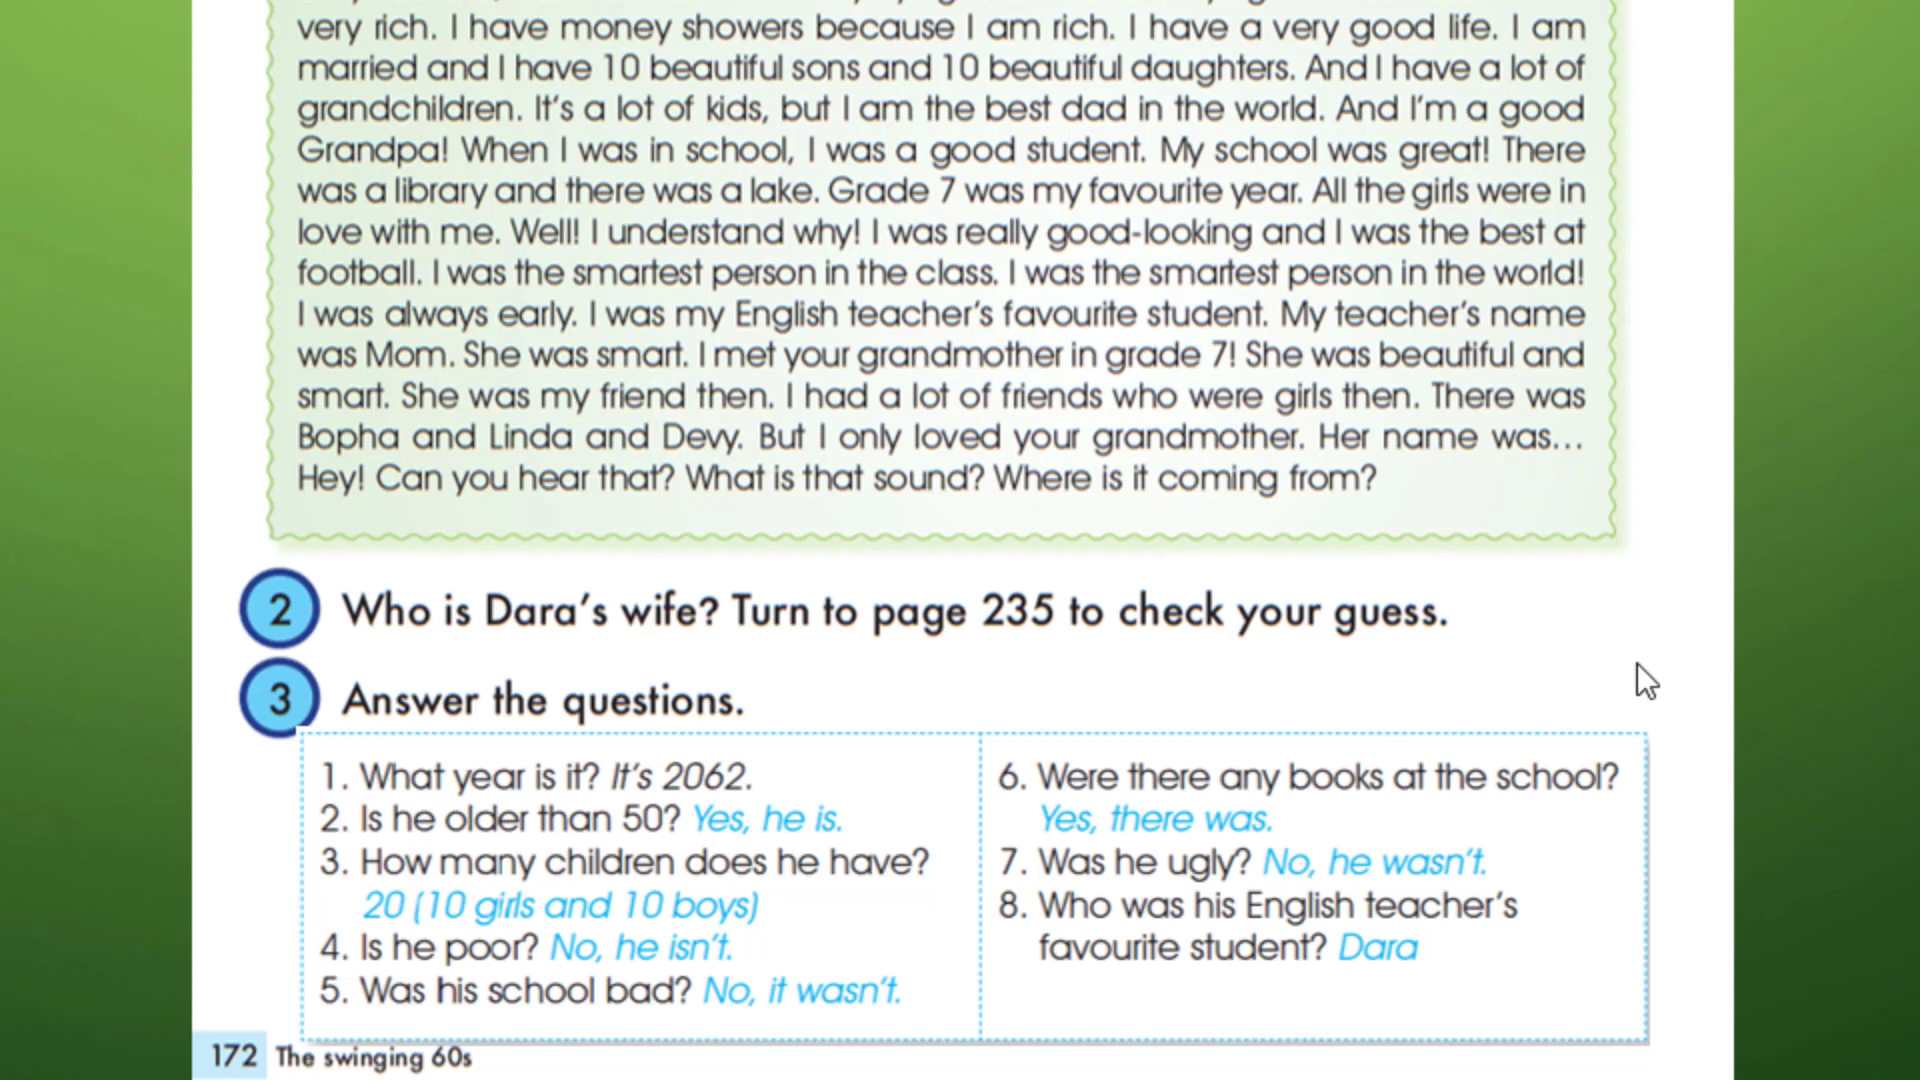 very rich. I have money showers because I am rich. I have a very good life. I am
married and I have 10 beautiful sons and 10 beautiful daughters. And I have a lot of
grandchildren. It's a lot of kids, but I am the best dad in the world. And I'm a good
Grandpa! When I was in school, I was a good student. My school was great! There
was a library and there was a lake. Grade 7 was my favourite year. All the girls were in
love with me. Well! I understand why! I was really good-looking and I was the best at
football. I was the smartest person in the class. I was the smartest person in the world!
I was always early. I was my English teacher's favourite student. My teacher's name
was Mom. She was smart. I met your grandmother in grade 7! She was beautiful and
smart. She was my friend then. I had a lot of friends who were girls then. There was
Bopha and Linda and Devy. But I only loved your grandmother. Her name was...
Hey! Can you hear that? What is that sound? Where is it coming from?
2 Who is Dara's wife? Turn to page 235 to check your guess.
3 Answer the questions.
1. What year is it? It's 2062.
2. Is he older than 50? Yes, he is.
3. How many children does he have?
20 (10 girls and 10 boys)
4. Is he poor? No, he isn't.
5. Was his school bad? No, it wasn't.
6. Were there any books at the school?
Yes, there was.
7. Was he ugly? No, he wasn't.
8. Who was his English teacher's
favourite student? Dara
172 The swinging 60s